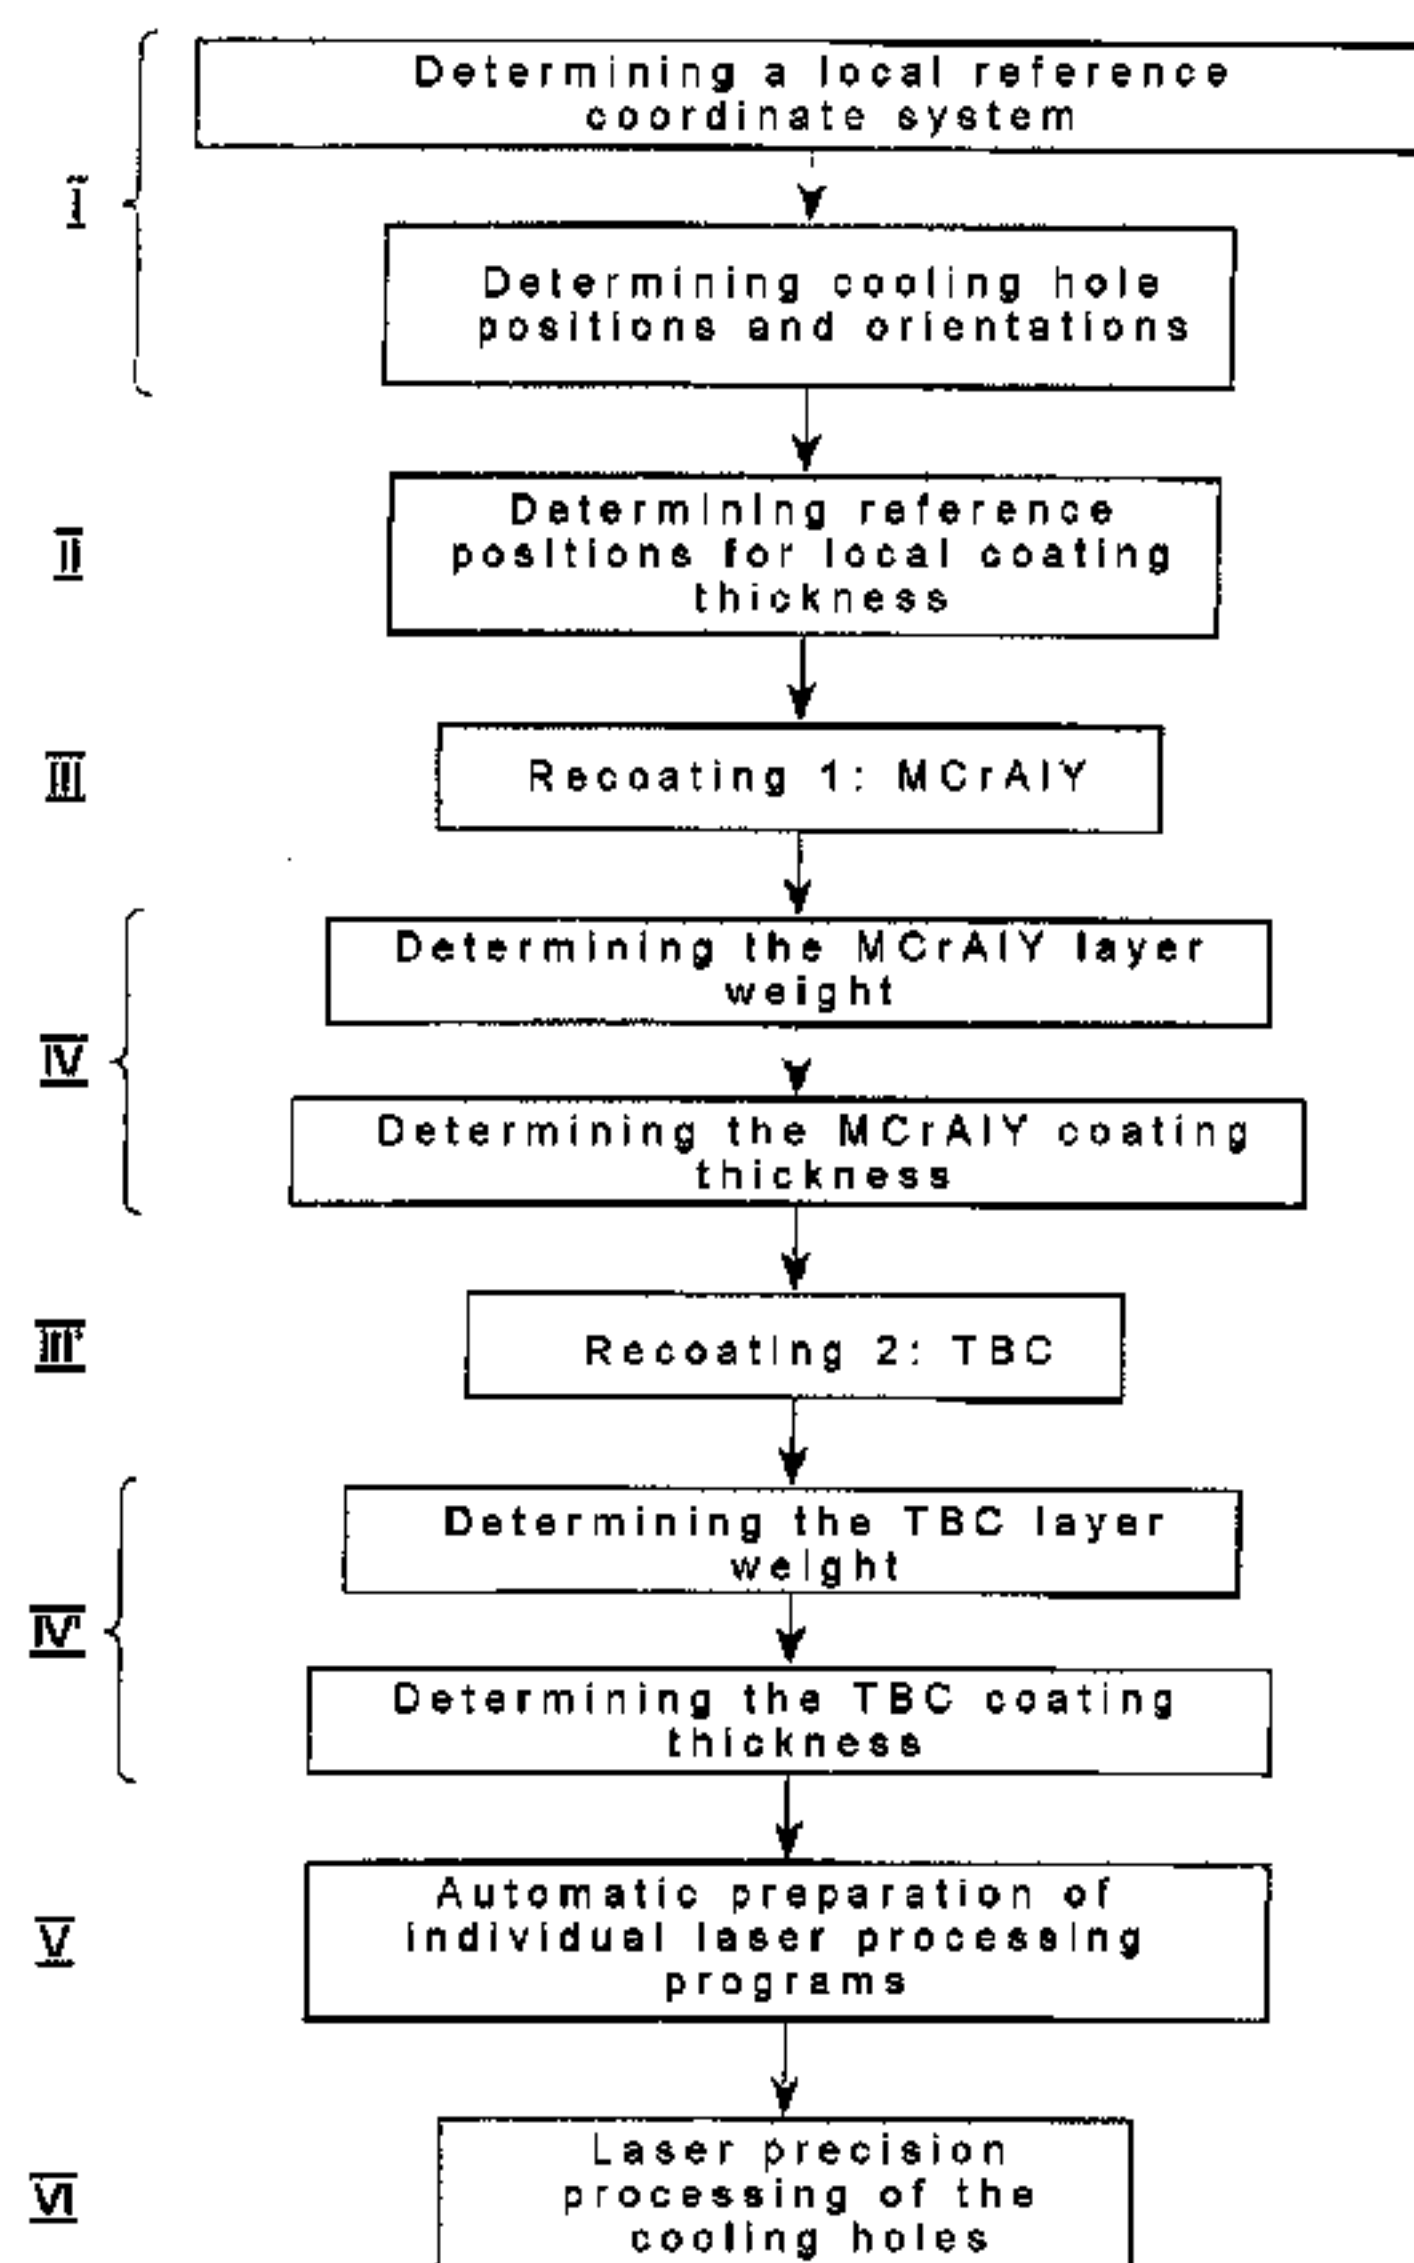 Determining a local reference
coordinate system
I
Determining cooling hole
positions and orientations
II
Determining reference
positions for local coating
thickness
III
Recoating 1: MCrAlY
Determining the MCrAlY layer
weight
IV
Determining the MCrAlY coating
thickness
III'
Recoating 2: TBC
Determining the TBC layer
weight
IV'
Determining the TBC coating
thickness
V
Automatic preparation of
individual laser processing
programs
VI
Laser precision
processing of the
cooling holes